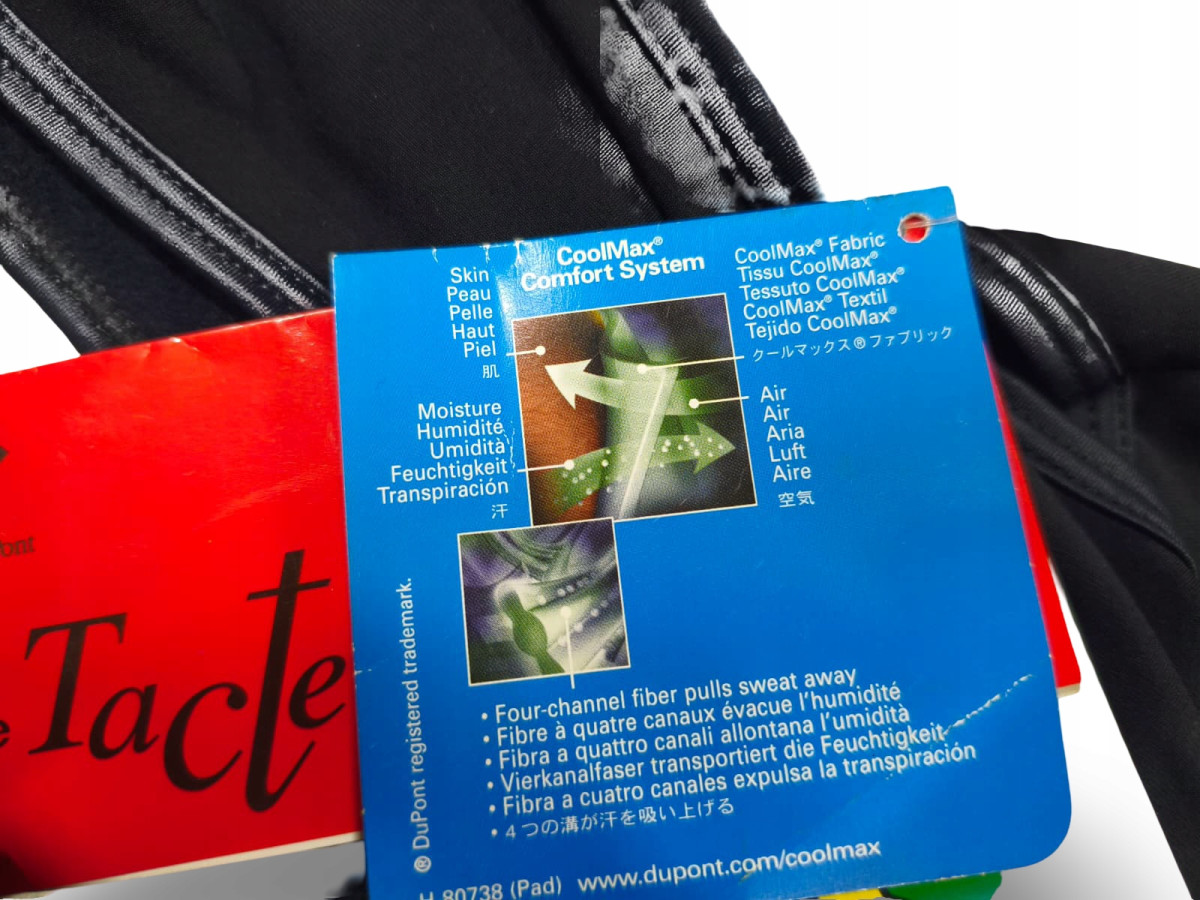 CoolMax®
Comfort System
Skin
Peau
Pelle
Haut
Piel
肌
CoolMax® Fabric
Tissu CoolMax®
Tessuto CoolMax®
CoolMax® Textil
Tejido CoolMax®
クールマックス®ファブリック
Moisture
Humidité
Umidità
Feuchtigkeit
Transpiración
汗
Air
Air
Aria
Luft
Aire
空気
• Four-channel fiber pulls sweat away
• Fibre à quatre canaux évacue l'humidité
• Fibra a quattro canali allontana l'umidità
• Vierkanalfaser transportiert die Feuchtigkeit
• Fibra a cuatro canales expulsa la transpiración
• 4つの溝が汗を吸い上げる
® DuPont registered trademark.
H 80738 (Pad) www.dupont.com/coolmax
Tacte